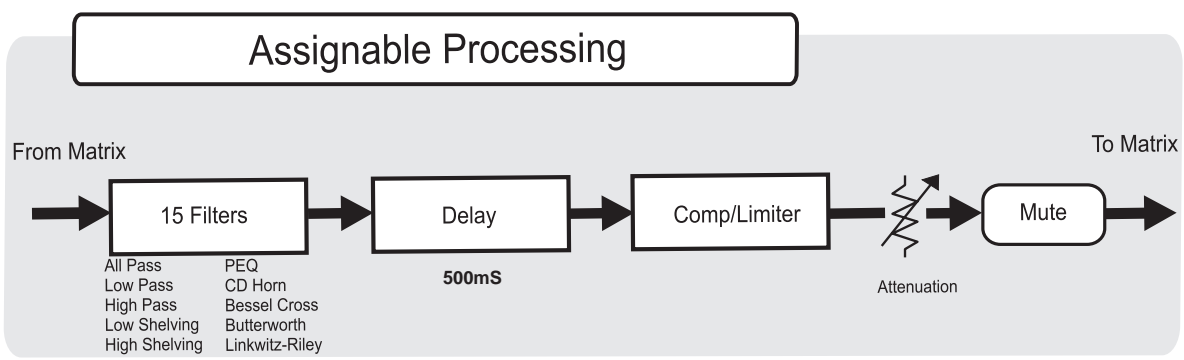 Assignable Processing
From Matrix
To Matrix
15 Filters
Delay
Comp/Limiter
Mute
All Pass
Low Pass
High Pass
Low Shelving
High Shelving
PEQ
CD Horn
Bessel Cross
Butterworth
Linkwitz-Riley
500mS
Attenuation